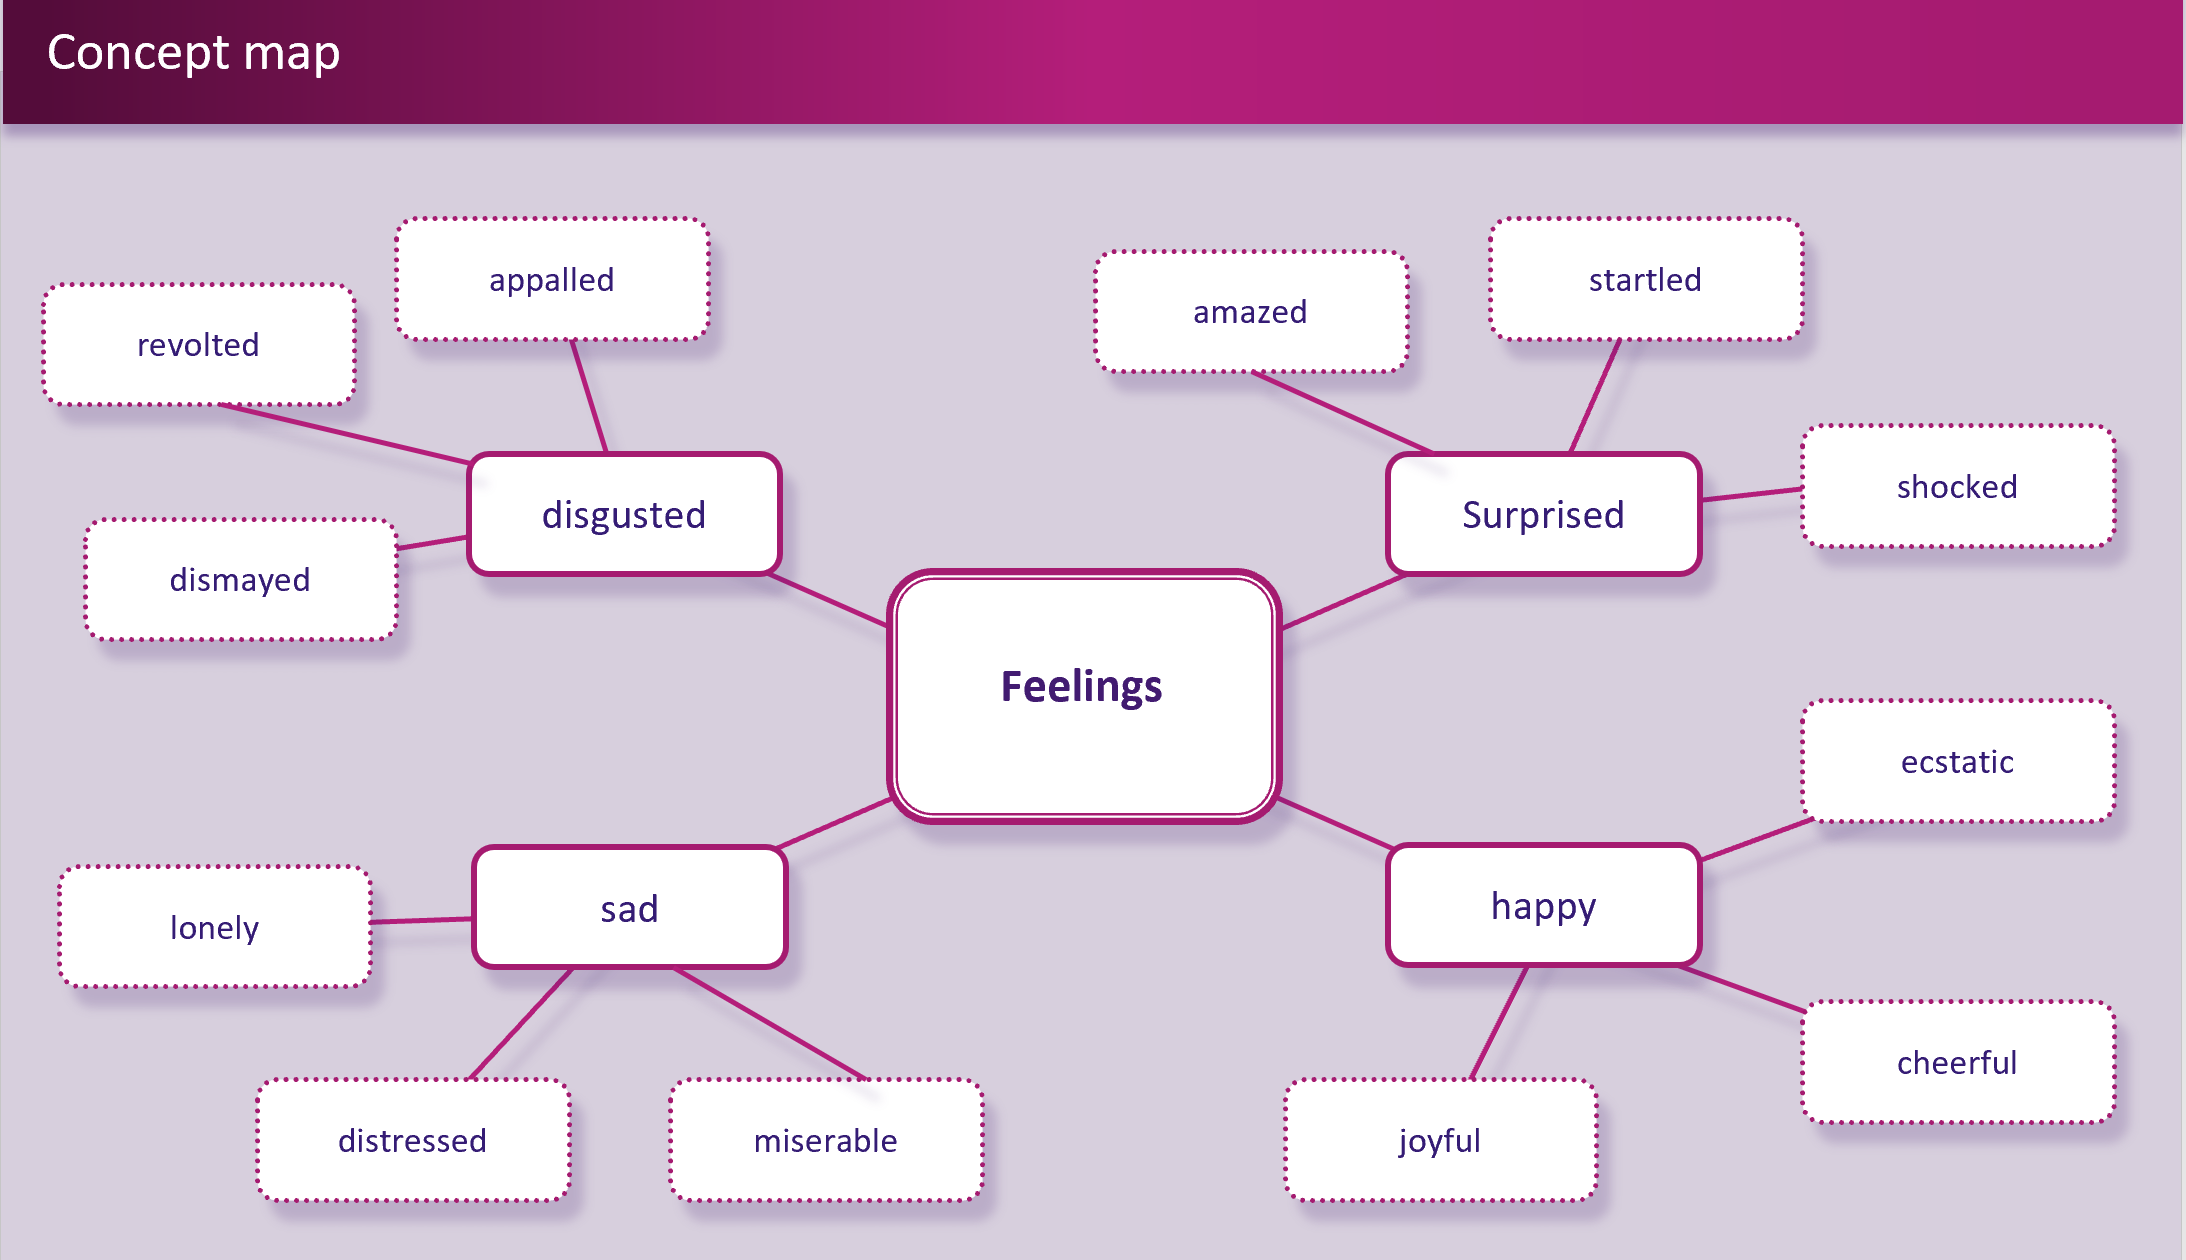 Concept map
appalled
revolted
disgusted
dismayed
amazed
startled
Surprised
shocked
Feelings
ecstatic
happy
cheerful
joyful
sad
lonely
distressed
miserable